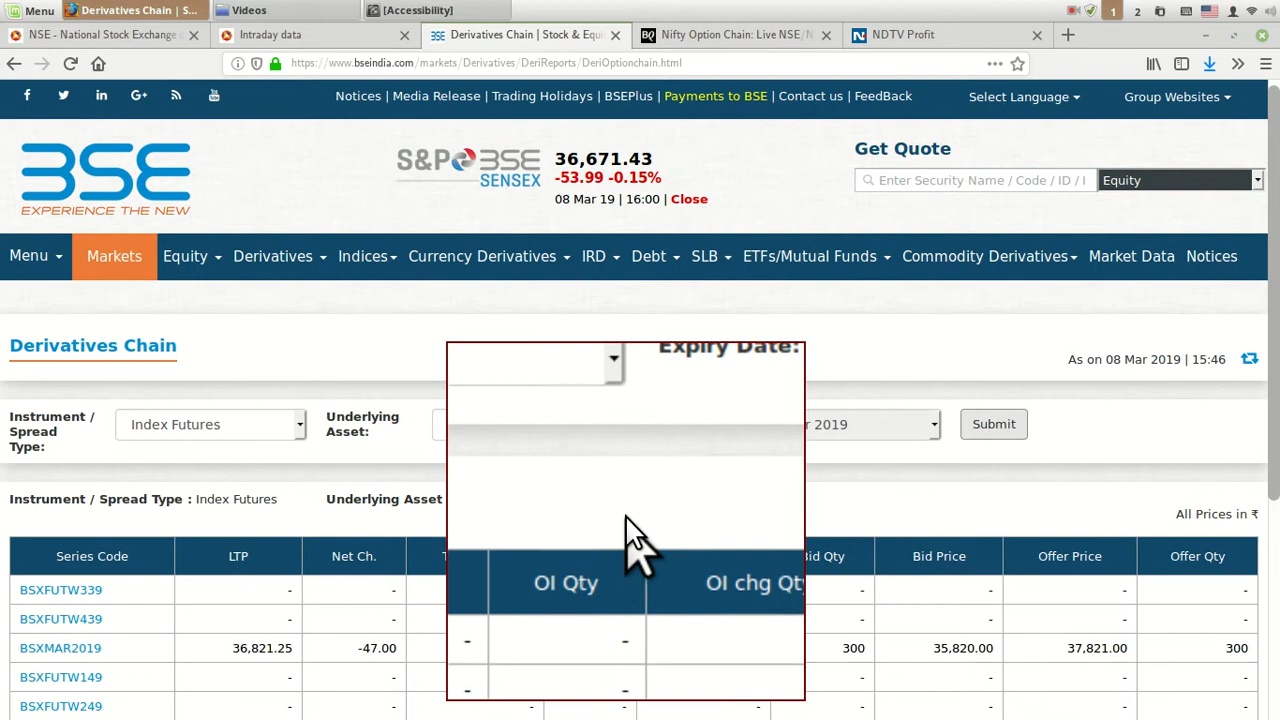 Menu
Derivatives Chain | S...
Videos
[Accessibility]
1
2
NSE - National Stock Exchange
Intraday data
Derivatives Chain | Stock & Equi
Nifty Option Chain: Live NSE/N
NDTV Profit
https://www.bseindia.com/markets/Derivatives/DeriReports/DeriOptionchain.html
Notices | Media Release | Trading Holidays | BSEPlus | Payments to BSE | Contact us | FeedBack
Select Language
Group Websites
BSE
EXPERIENCE THE NEW
S&P BSE
SENSEX
36,671.43
-53.99 -0.15%
08 Mar 19 | 16:00 | Close
Get Quote
Enter Security Name / Code / ID / I
Equity
Menu
Markets
Equity
Derivatives
Indices
Currency Derivatives
IRD
Debt
SLB
ETFs/Mutual Funds
Commodity Derivatives
Market Data
Notices
Derivatives Chain
As on 08 Mar 2019 | 15:46
Expiry Date:
Instrument /
Spread
Type:
Index Futures
Underlying
Asset:
2019
Submit
Instrument / Spread Type : Index Futures
Underlying Asset
All Prices in ₹
Series Code LTP Net Ch. OI Qty OI chg Qty Bid Qty Bid Price Offer Price Offer Qty
BSXFUTW339 - - - - - -
BSXFUTW439 - - - - - -
BSXMAR2019 36,821.25 -47.00 - - 300 35,820.00 37,821.00 300
BSXFUTW149 - - - - - -
BSXFUTW249 - - - - - - - -